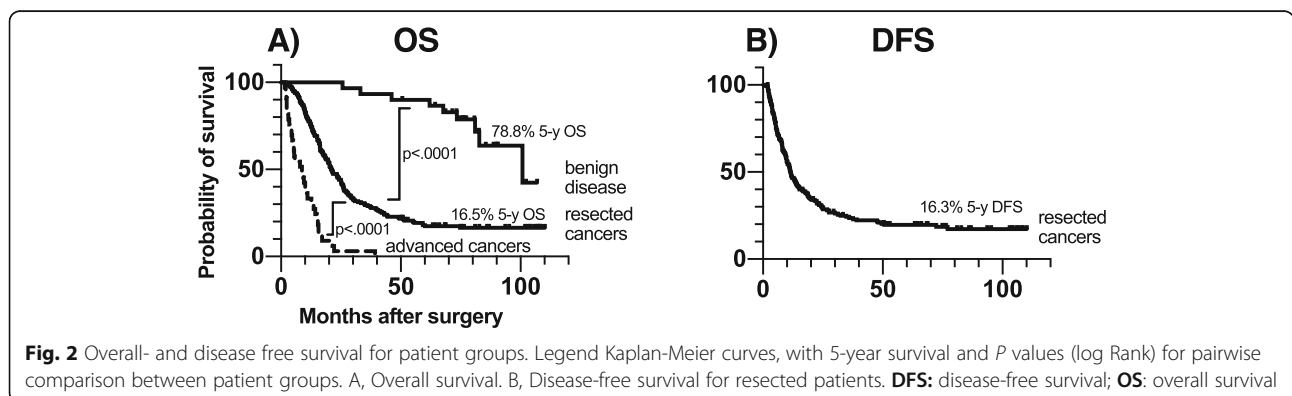 A) OS
100
50
0
0 50 100
Probability of survival
Months after surgery
78.8% 5-y OS
benign
disease
p<.0001
16.5% 5-y OS
resected
cancers
p<.0001
advanced cancers
B) DFS
100
50
0
0 50 100
16.3% 5-y DFS
resected
cancers
Fig. 2 Overall- and disease free survival for patient groups. Legend Kaplan-Meier curves, with 5-year survival and P values (log Rank) for pairwise
comparison between patient groups. A, Overall survival. B, Disease-free survival for resected patients. DFS: disease-free survival; OS: overall survival